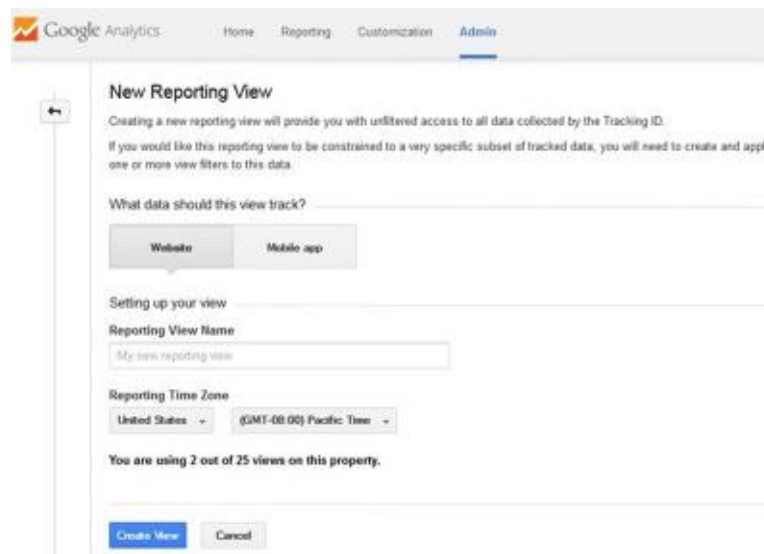 Google Analytics
Home Reporting Customization Admin
New Reporting View
Creating a new reporting view will provide you with unfiltered access to all data collected by the Tracking ID.
If you would like this reporting view to be constrained to a very specific subset of tracked data, you will need to create and appl
one or more view filters to this data.
What data should this view track?
Website Mobile app
Setting up your view
Reporting View Name
My new reporting view
Reporting Time Zone
United States (GMT-08:00) Pacific Time
You are using 2 out of 25 views on this property.
Create View Cancel